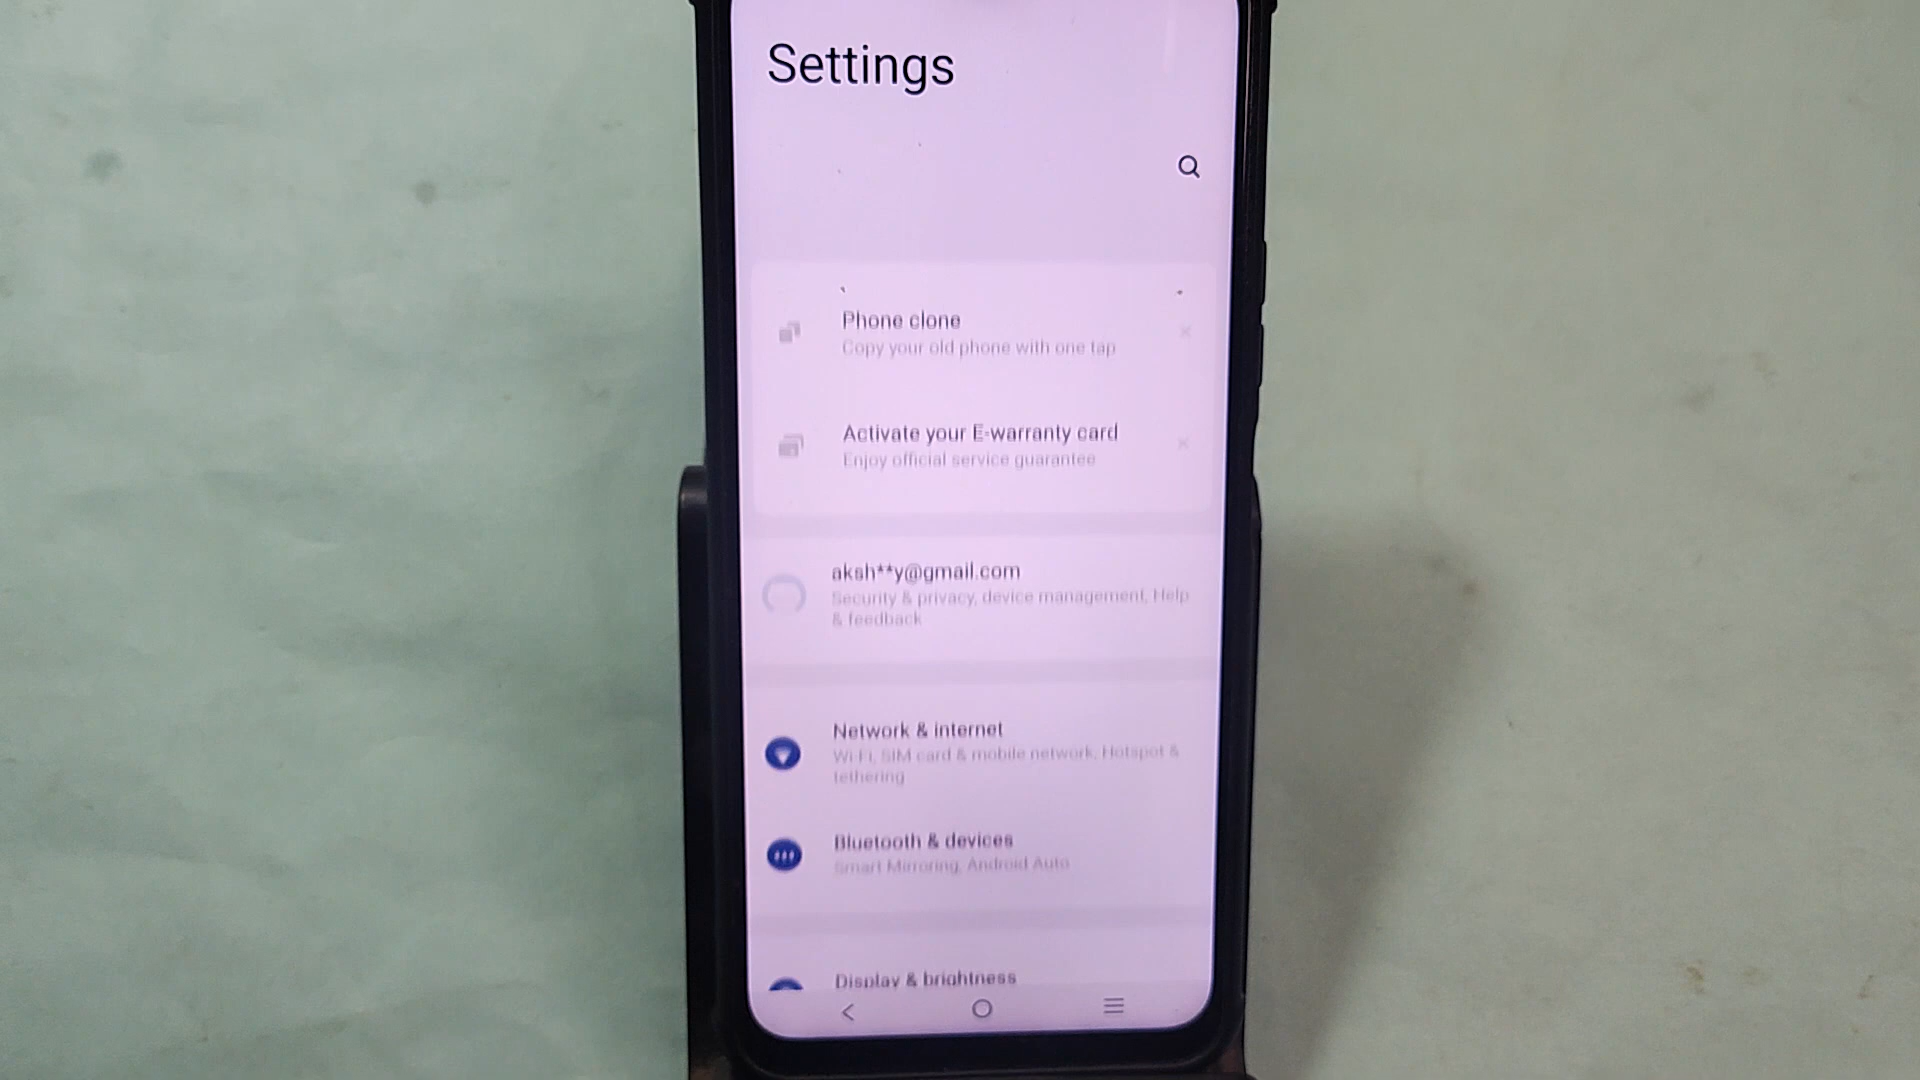 Settings
Phone clone
Copy your old phone with one tap
Activate your E-warranty card
Enjoy official service guarantee
aksh**y@gmail.com
Security & privacy, device management, Help
& feedback
Network & internet
Wi-Fi, SIM card & mobile network, Hotspot &
tethering
Bluetooth & devices
Smart Mirroring, Android Auto
Display & brightness